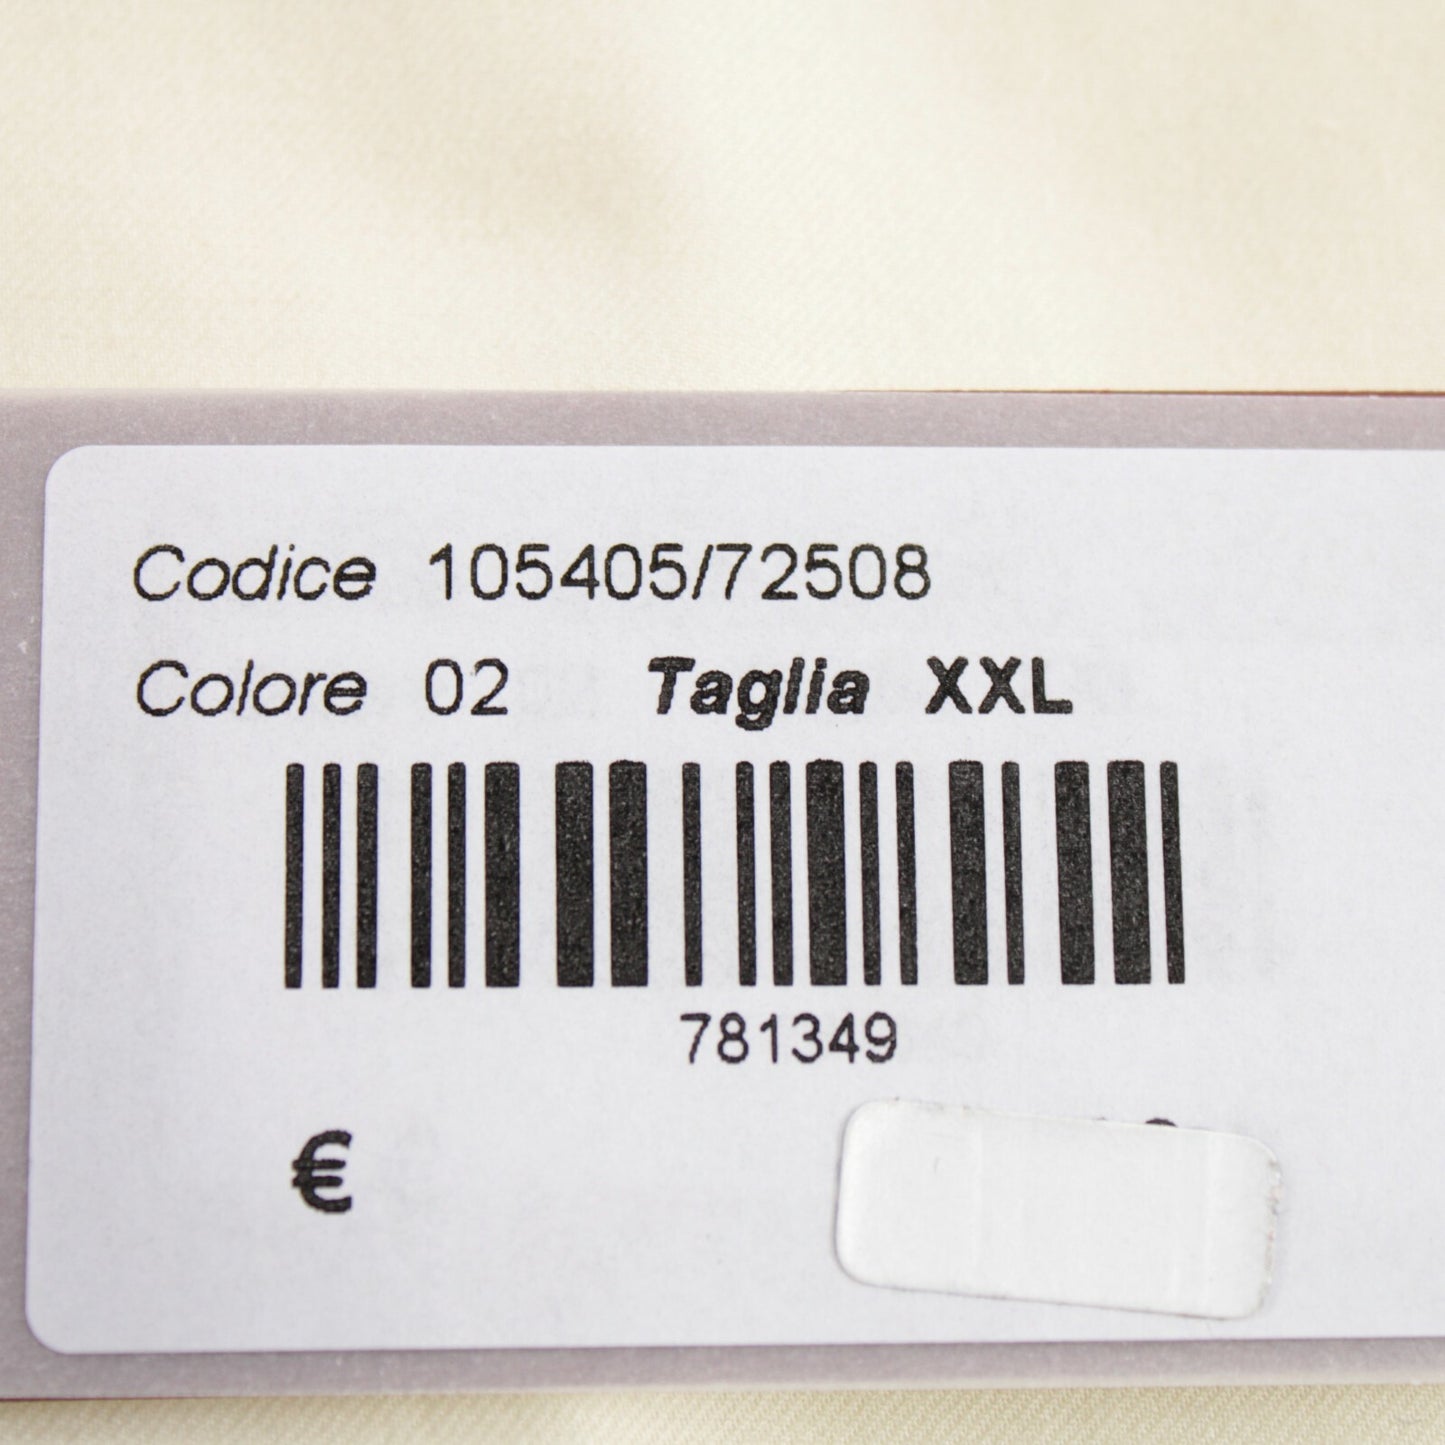 Codice 105405/72508
Colore 02 Taglia XXL
781349
€